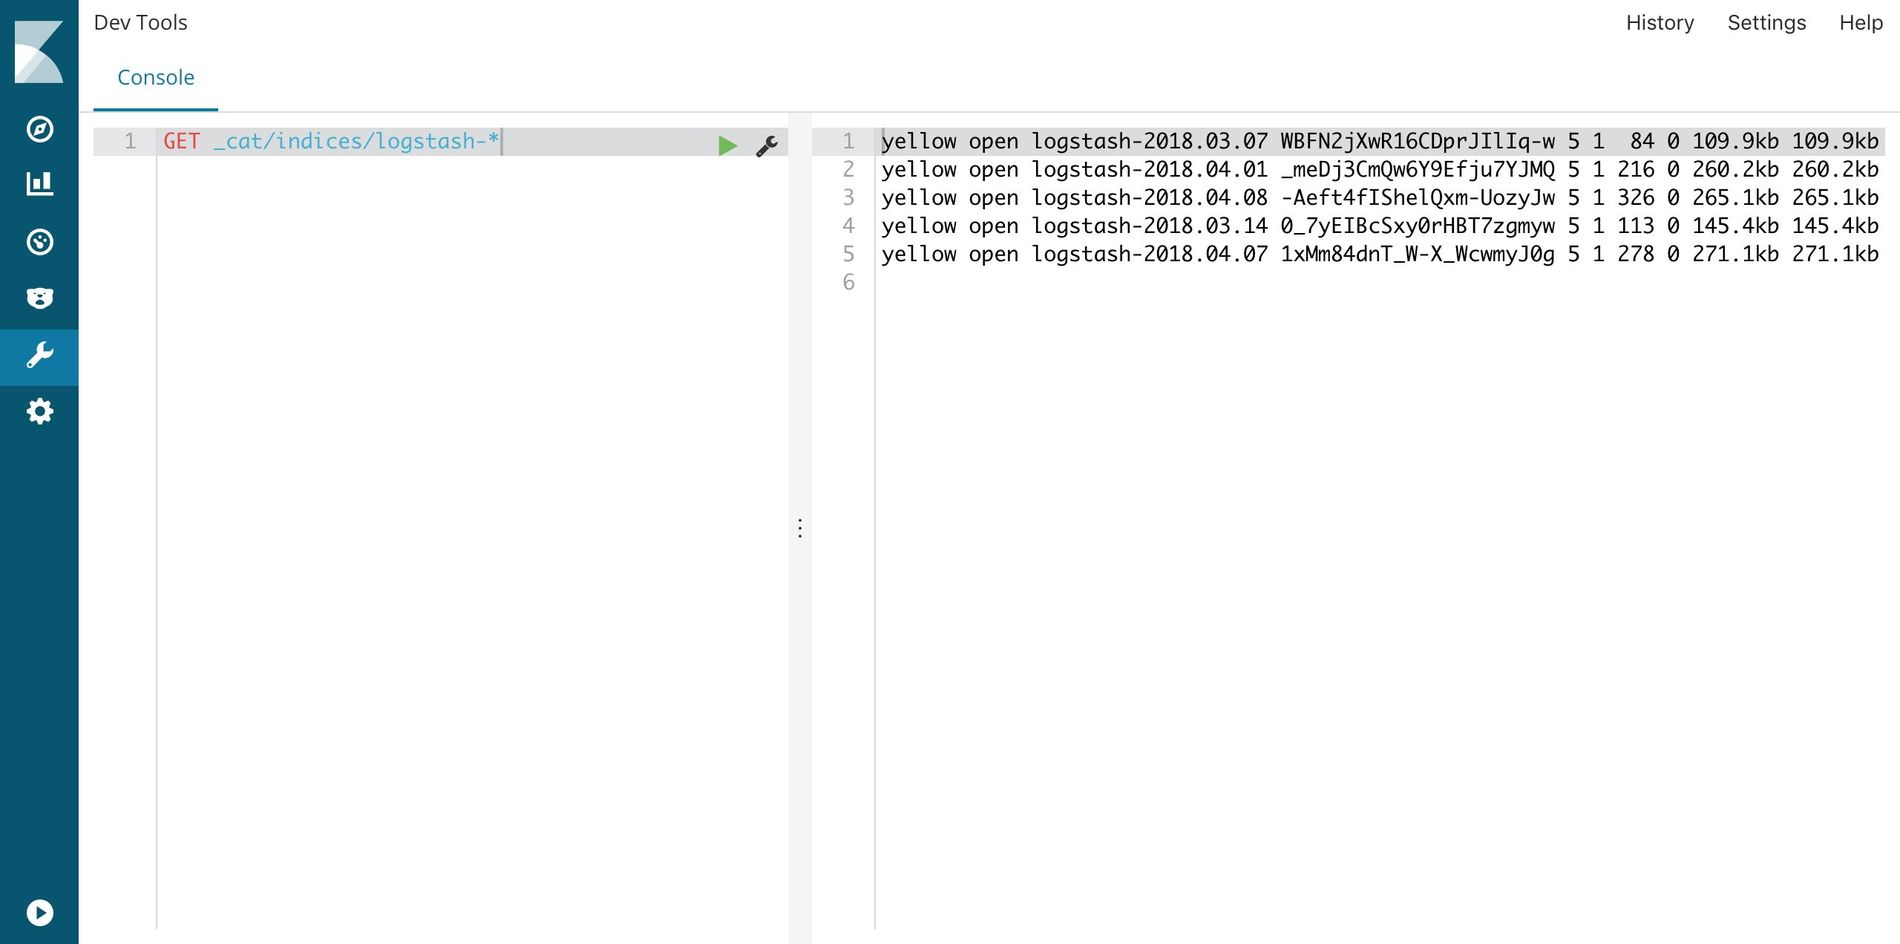 Dev Tools
History Settings Help
Console
1 GET _cat/indices/logstash-*
1 yellow open logstash-2018.03.07 WBFN2jXwR16CDprJIlIq-w 5 1  84 0 109.9kb 109.9kb
2 yellow open logstash-2018.04.01 _meDj3CmQw6Y9Efju7YJMQ 5 1 216 0 260.2kb 260.2kb
3 yellow open logstash-2018.04.08 -Aeft4fIShelQxm-UozyJw 5 1 326 0 265.1kb 265.1kb
4 yellow open logstash-2018.03.14 0_7yEIBcSxy0rHBT7zgmyw 5 1 113 0 145.4kb 145.4kb
5 yellow open logstash-2018.04.07 1xMm84dnT_W-X_WcwmyJ0g 5 1 278 0 271.1kb 271.1kb
6